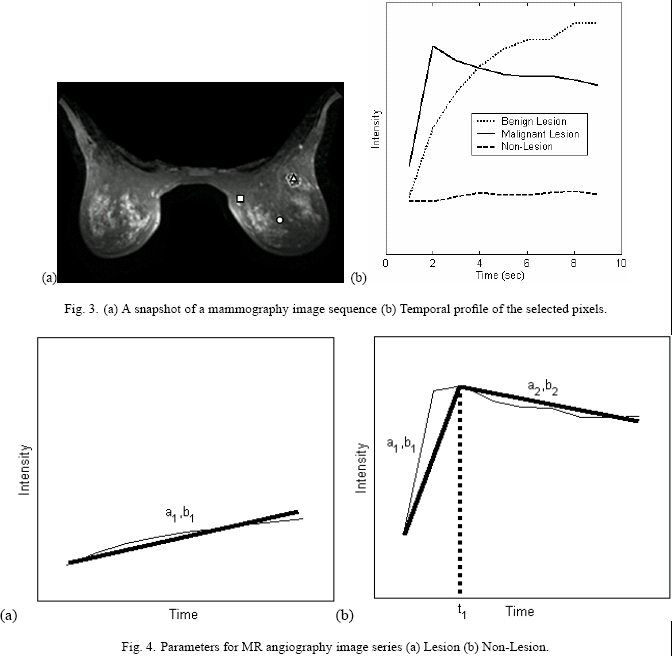 Intensity
Benign Lesion
Malignant Lesion
Non-Lesion
0 2 4 6 8 10
Time (sec)
(a)
(b)
Fig. 3. (a) A snapshot of a mammography image sequence (b) Temporal profile of the selected pixels.
Intensity
a1,b1
Time
(a)
Intensity
a1,b1
a2,b2
t1
Time
(b)
Fig. 4. Parameters for MR angiography image series (a) Lesion (b) Non-Lesion.